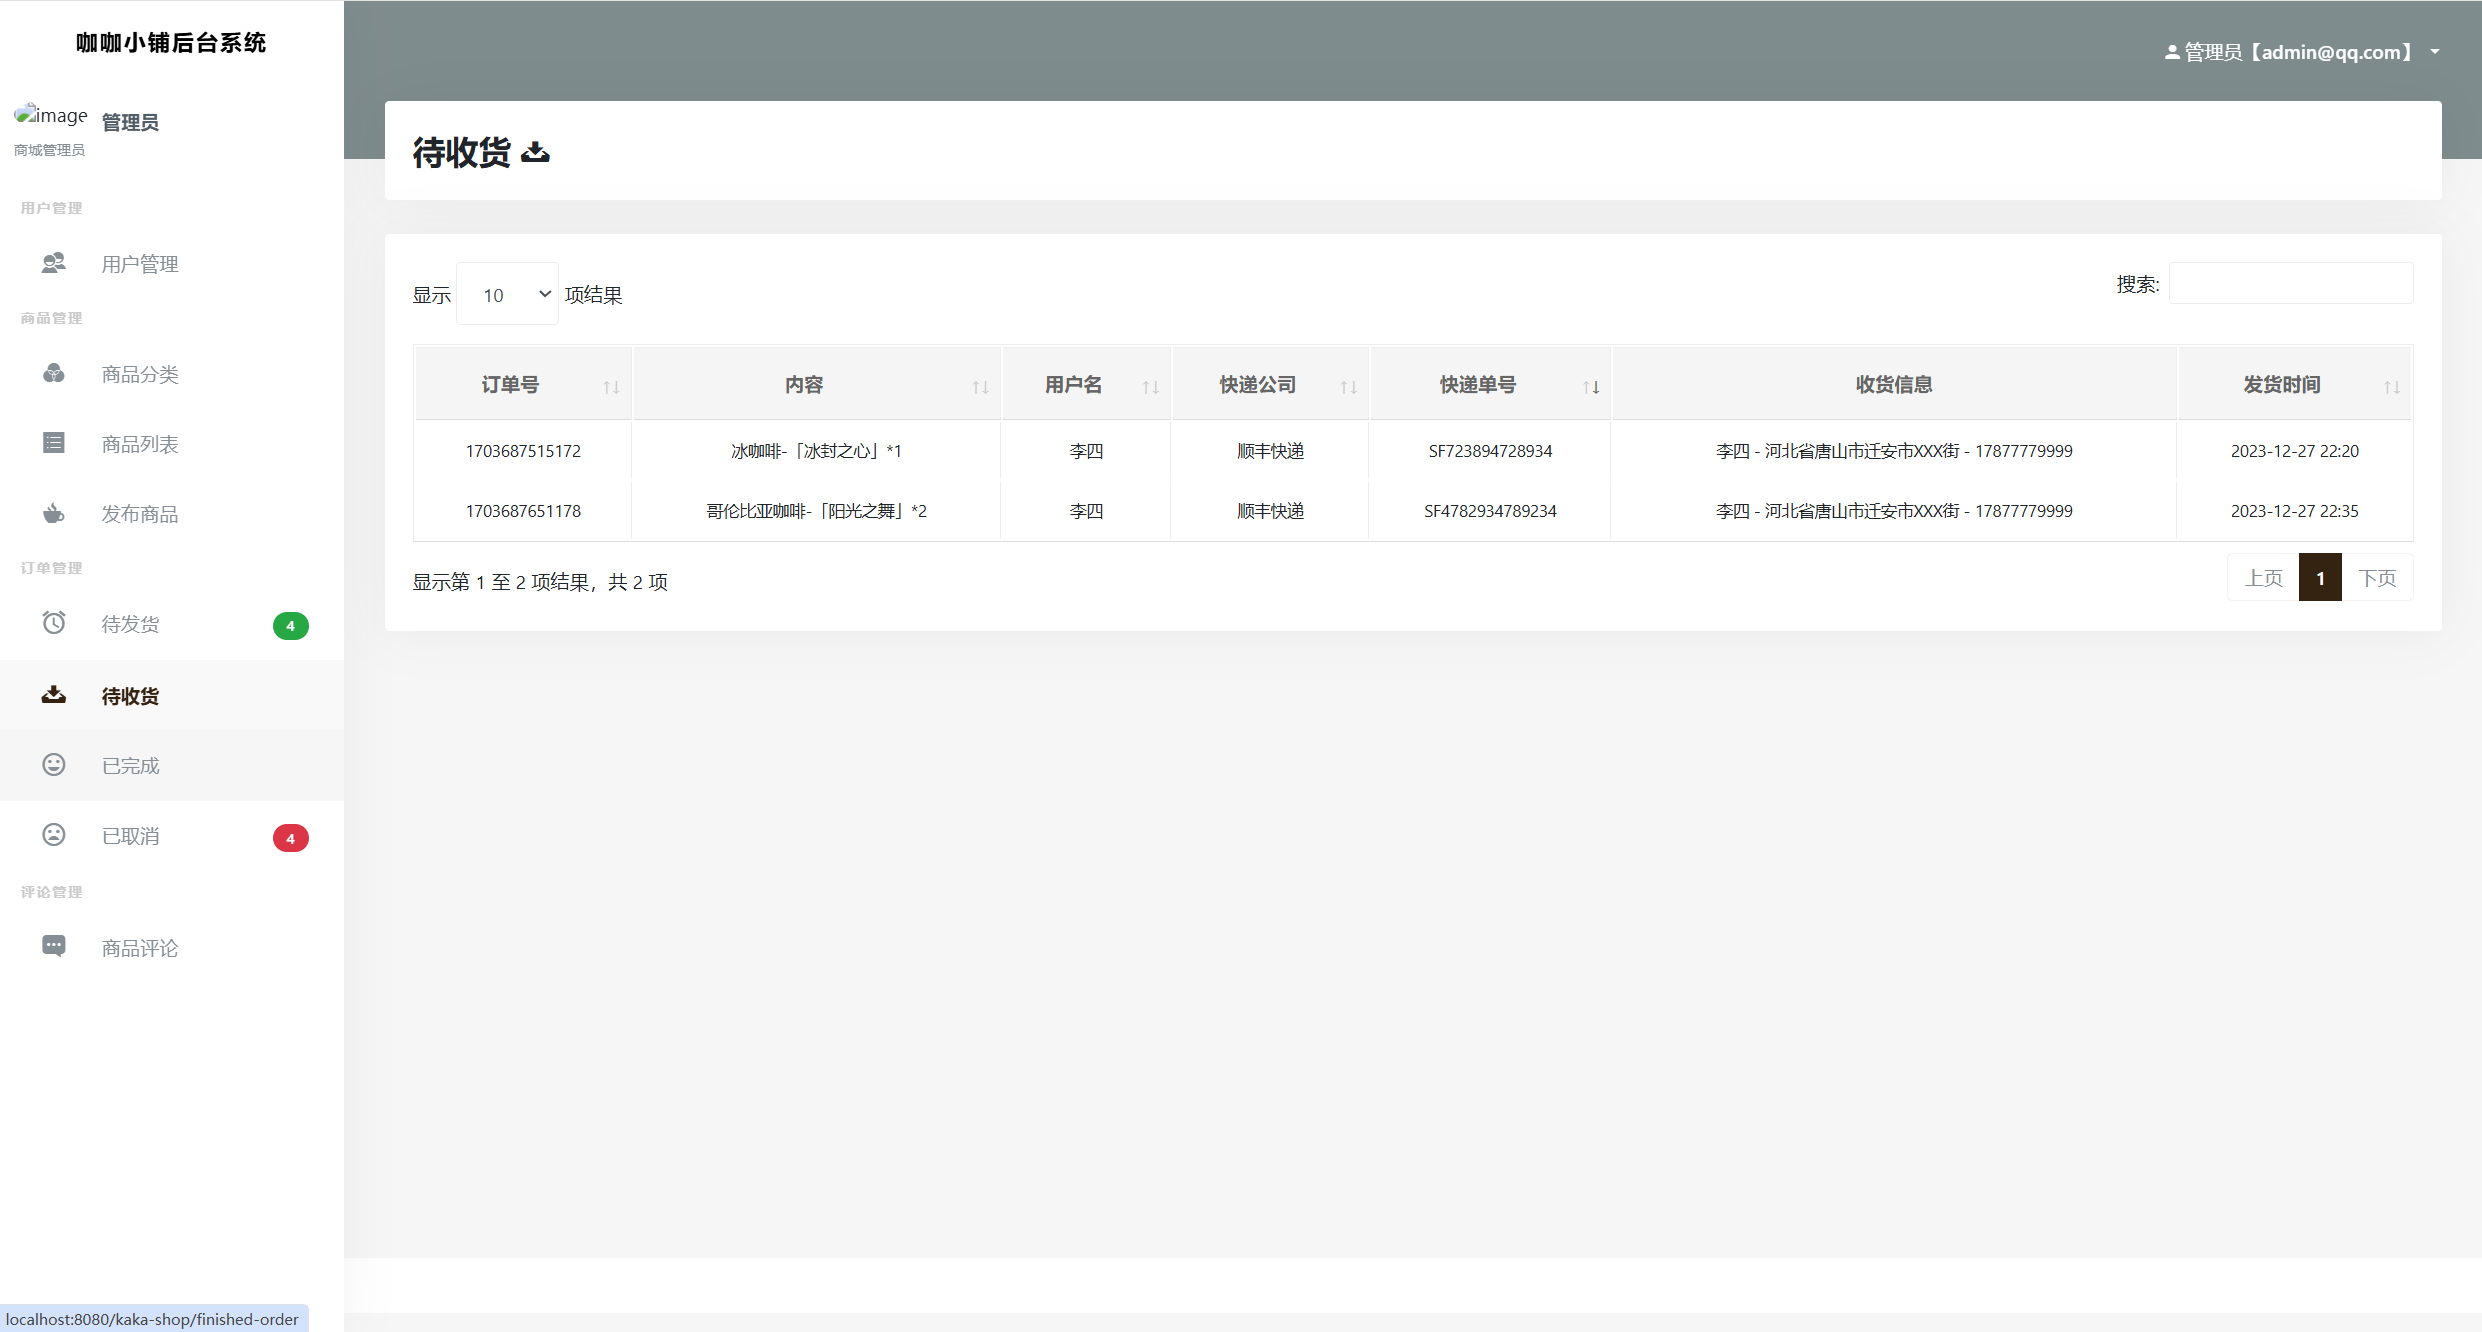 咖咖小铺后台系统
管理员【admin@qq.com】
image 管理员
商城管理员
用户管理
用户管理
商品管理
商品分类
商品列表
发布商品
订单管理
待发货 4
待收货
已完成
已取消 4
评论管理
商品评论
待收货
显示 10 项结果
搜索:
订单号 内容 用户名 快递公司 快递单号 收货信息 发货时间
1703687515172 冰咖啡-「冰封之心」*1 李四 顺丰快递 SF723894728934 李四 - 河北省唐山市迁安市XXX街 - 17877779999 2023-12-27 22:20
1703687651178 哥伦比亚咖啡-「阳光之舞」*2 李四 顺丰快递 SF4782934789234 李四 - 河北省唐山市迁安市XXX街 - 17877779999 2023-12-27 22:35
显示第 1 至 2 项结果，共 2 项
上页 1 下页
localhost:8080/kaka-shop/finished-order